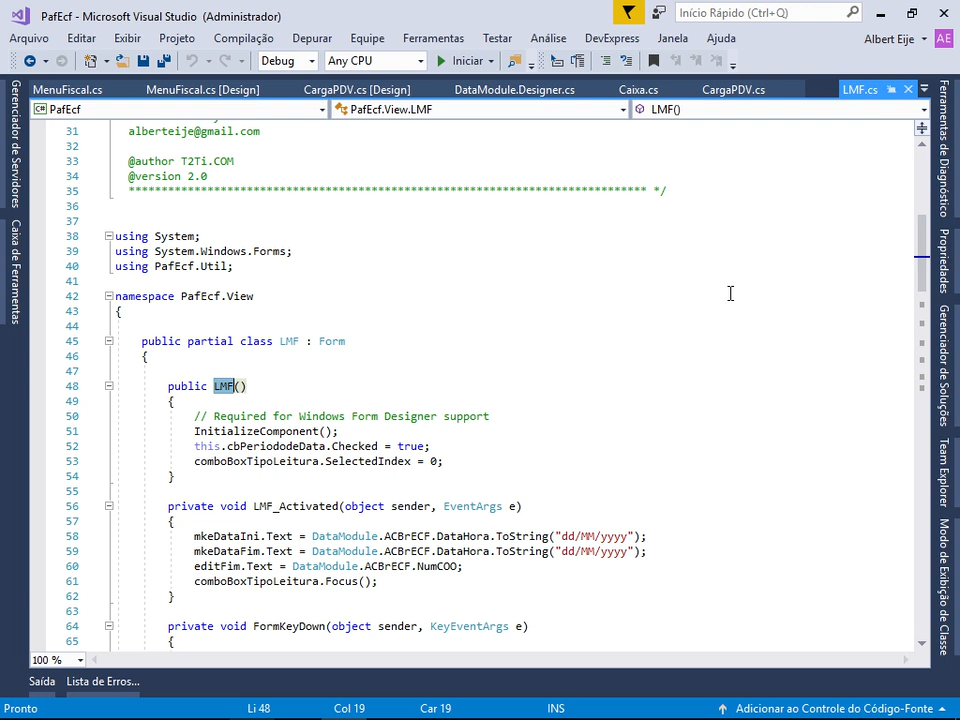 PafEcf - Microsoft Visual Studio (Administrador)
Início Rápido (Ctrl+Q)
Arquivo Editar Exibir Projeto Compilação Depurar Equipe Ferramentas Testar Análise DevExpress Janela Ajuda Albert Eije AE
Debug Any CPU Iniciar
MenuFiscal.cs MenuFiscal.cs [Design] CargaPDV.cs [Design] DataModule.Designer.cs Caixa.cs CargaPDV.cs LMF.cs
C# PafEcf PafEcf.View.LMF LMF()
Gerenciador de Servidores
Caixa de Ferramentas
31 alberteije@gmail.com
32
33 @author T2Ti.COM
34 @version 2.0
35 ******************************************************************************* */
36
37
38 using System;
39 using System.Windows.Forms;
40 using PafEcf.Util;
41
42 namespace PafEcf.View
43 {
44
45 public partial class LMF : Form
46 {
47
48 public LMF()
49 {
50 // Required for Windows Form Designer support
51 InitializeComponent();
52 this.cbPeriododeData.Checked = true;
53 comboBoxTipoLeitura.SelectedIndex = 0;
54 }
55
56 private void LMF_Activated(object sender, EventArgs e)
57 {
58 mkeDataIni.Text = DataModule.ACBrECF.DataHora.ToString("dd/MM/yyyy");
59 mkeDataFim.Text = DataModule.ACBrECF.DataHora.ToString("dd/MM/yyyy");
60 editFim.Text = DataModule.ACBrECF.NumCOO;
61 comboBoxTipoLeitura.Focus();
62 }
63
64 private void FormKeyDown(object sender, KeyEventArgs e)
65 {
Ferramentas de Diagnóstico
Propriedades
Gerenciador de Soluções
Team Explorer
Modo de Exibição de Classe
100 %
Saída Lista de Erros...
Pronto Li 48 Col 19 Car 19 INS Adicionar ao Controle do Código-Fonte